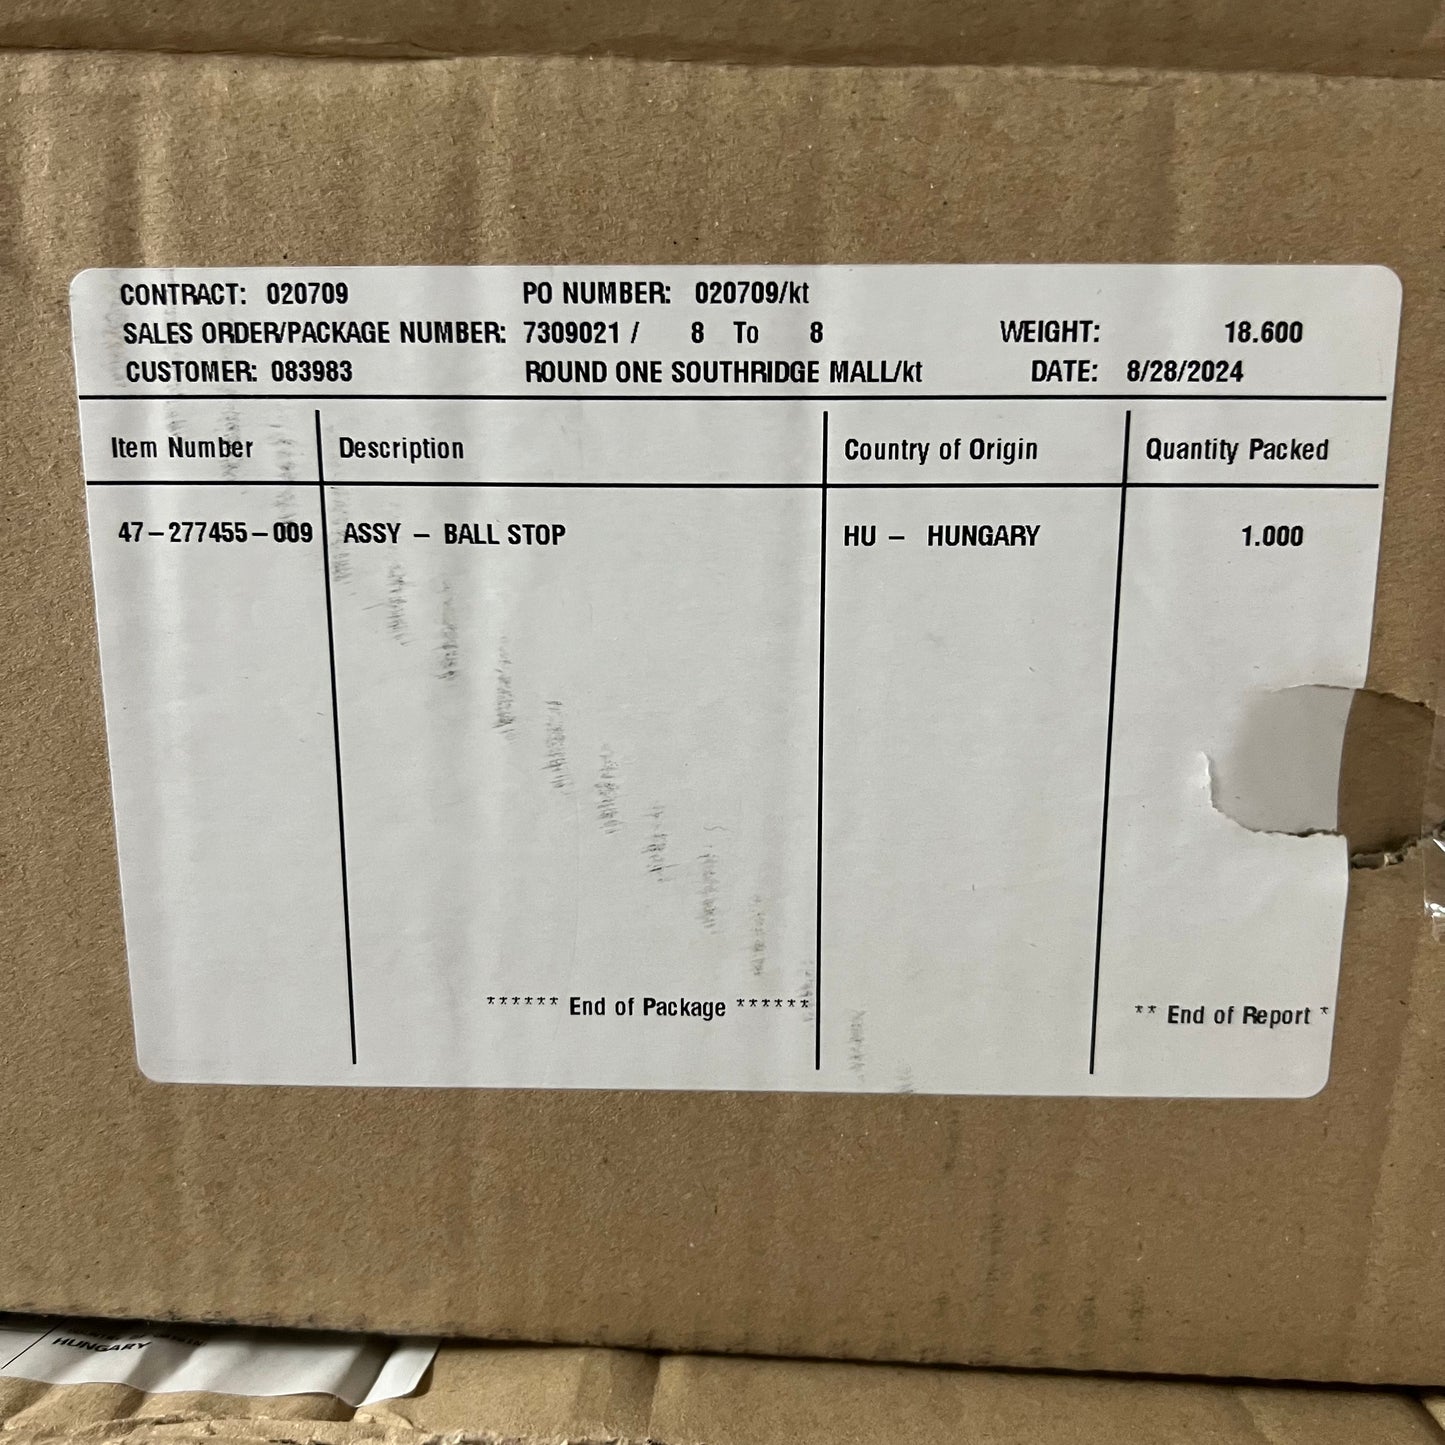 CONTRACT: 020709 PO NUMBER: 020709/kt
SALES ORDER/PACKAGE NUMBER: 7309021 / 8 To 8 WEIGHT: 18.600
CUSTOMER: 083983 ROUND ONE SOUTHRIDGE MALL/kt DATE: 8/28/2024
Item Number Description Country of Origin Quantity Packed
47-277455-009 ASSY - BALL STOP HU - HUNGARY 1.000
****** End of Package ****** ** End of Report *
HUNGARY